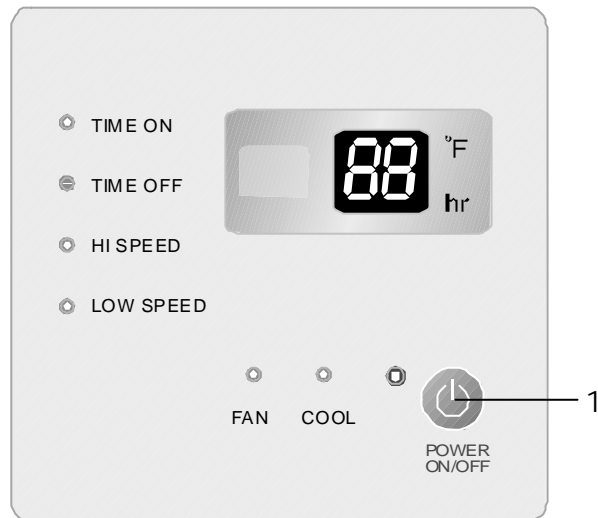 TIME ON
TIME OFF
HI SPEED
LOW SPEED
88
°F
hr
FAN
COOL
POWER
ON/OFF
1